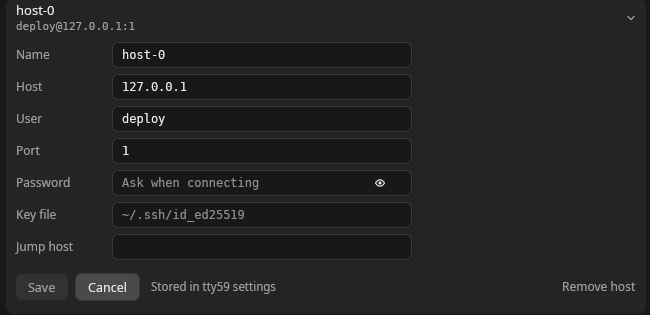 host-0
deploy@127.0.0.1:1
Name host-0
Host 127.0.0.1
User deploy
Port 1
Password Ask when connecting
Key file ~/.ssh/id_ed25519
Jump host
Save Cancel Stored in tty59 settings Remove host